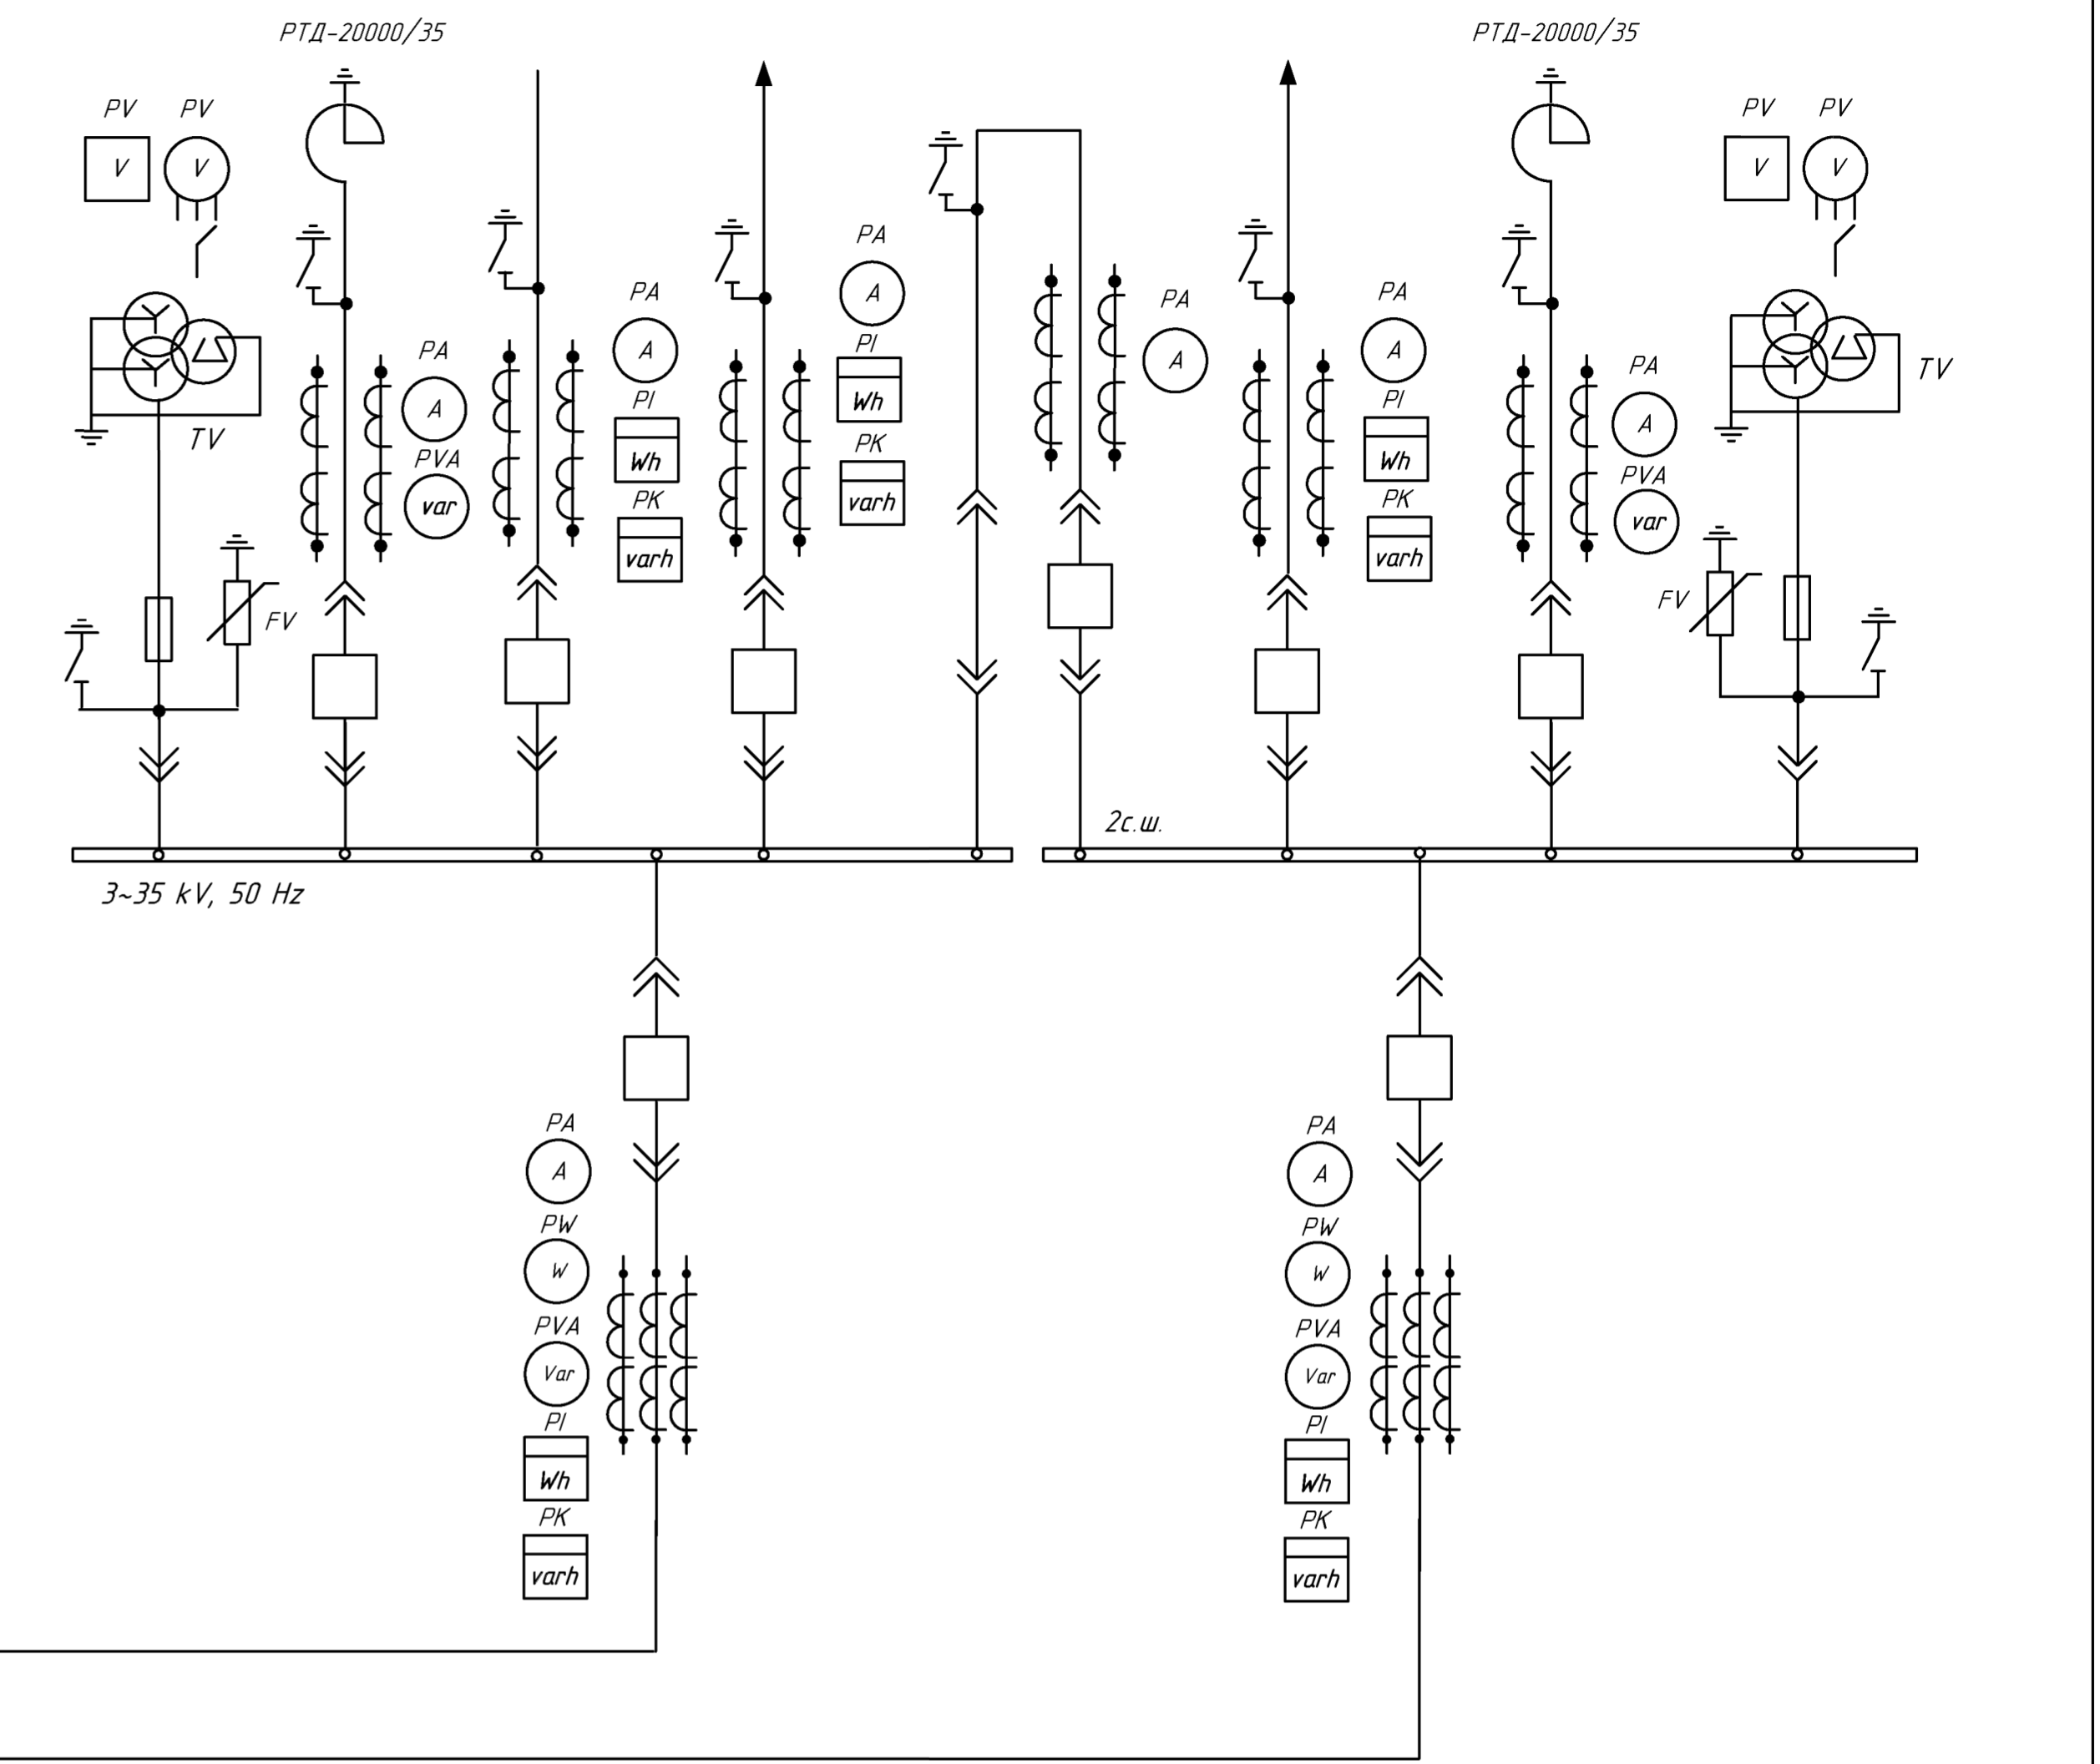 РТД-20000/35
РТД-20000/35
PV
PV
PV
PV
V
V
V
V
PA
PA
PA
PA
PA
PA
A
A
A
A
A
A
A
PI
PI
PI
Wh
Wh
Wh
PA
TV
TV
PVA
PVA
PK
PK
PK
var
var
varh
varh
varh
FV
FV
2с.ш.
3~35 kV, 50 Hz
PA
PA
A
A
PW
PW
W
W
PVA
PVA
Var
Var
PI
PI
Wh
Wh
PK
PK
varh
varh